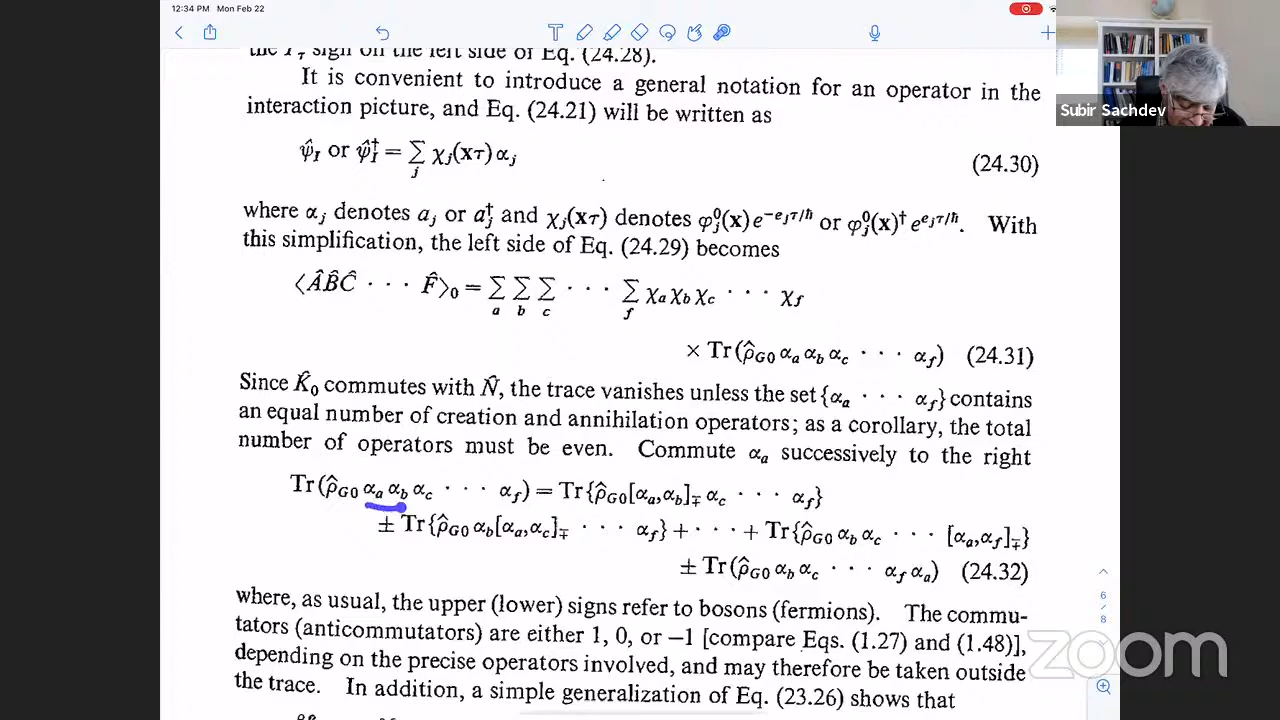 12:34 PM Mon Feb 22
the T_τ sign on the left side of Eq. (24.28).
It is convenient to introduce a general notation for an operator in the
interaction picture, and Eq. (24.21) will be written as
ψ̂_I or ψ̂_I† = Σ_j χ_j(xτ) α_j (24.30)
where α_j denotes a_j or a_j† and χ_j(xτ) denotes φ_j⁰(x) e^{−e_jτ/ħ} or φ_j⁰(x)† e^{e_jτ/ħ}. With
this simplification, the left side of Eq. (24.29) becomes
⟨ÂB̂Ĉ · · · F̂⟩₀ = Σ_a Σ_b Σ_c · · · Σ_f χ_a χ_b χ_c · · · χ_f
× Tr(ρ̂_{G0} α_a α_b α_c · · · α_f) (24.31)
Since K̂₀ commutes with N̂, the trace vanishes unless the set {α_a · · · α_f} contains
an equal number of creation and annihilation operators; as a corollary, the total
number of operators must be even. Commute α_a successively to the right
Tr(ρ̂_{G0} α_a α_b α_c · · · α_f) = Tr{ρ̂_{G0}[α_a,α_b]_∓ α_c · · · α_f}
± Tr{ρ̂_{G0} α_b[α_a,α_c]_∓ · · · α_f} + · · · + Tr{ρ̂_{G0} α_b α_c · · · [α_a,α_f]_∓}
± Tr(ρ̂_{G0} α_b α_c · · · α_f α_a) (24.32)
where, as usual, the upper (lower) signs refer to bosons (fermions). The commu-
tators (anticommutators) are either 1, 0, or −1 [compare Eqs. (1.27) and (1.48)],
depending on the precise operators involved, and may therefore be taken outside
the trace. In addition, a simple generalization of Eq. (23.26) shows that
Subir Sachdev
6
/
8
zoom